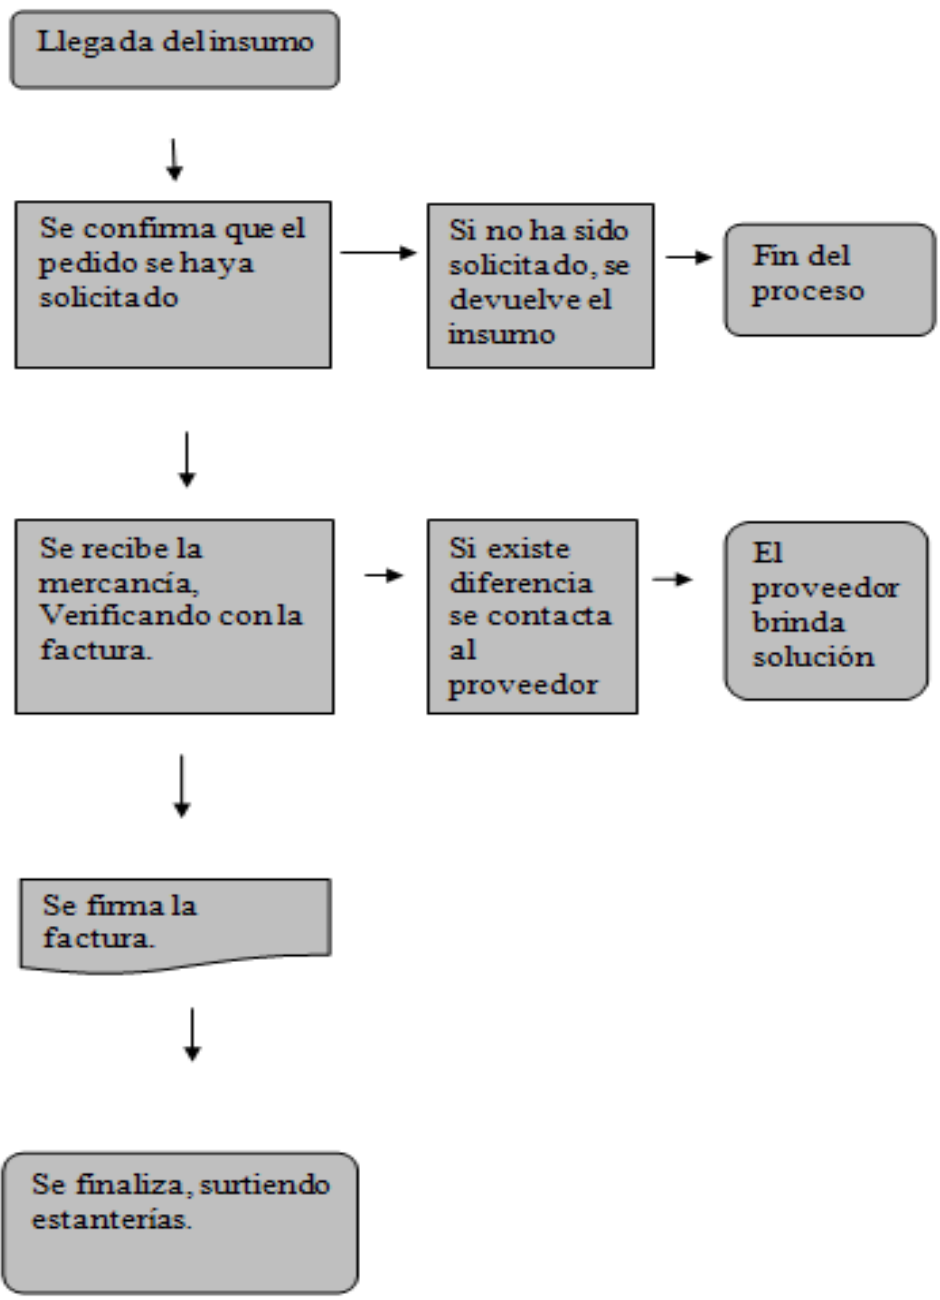 Llegada del insumo
Se confirma que el
pedido se haya
solicitado
Si no ha sido
solicitado, se
devuelve el
insumo
Fin del
proceso
Se recibe la
mercancía,
Verificando con la
factura.
Si existe
diferencia
se contacta
al
proveedor
El
proveedor
brinda
solución
Se firma la
factura.
Se finaliza, surtiendo
estanterías.